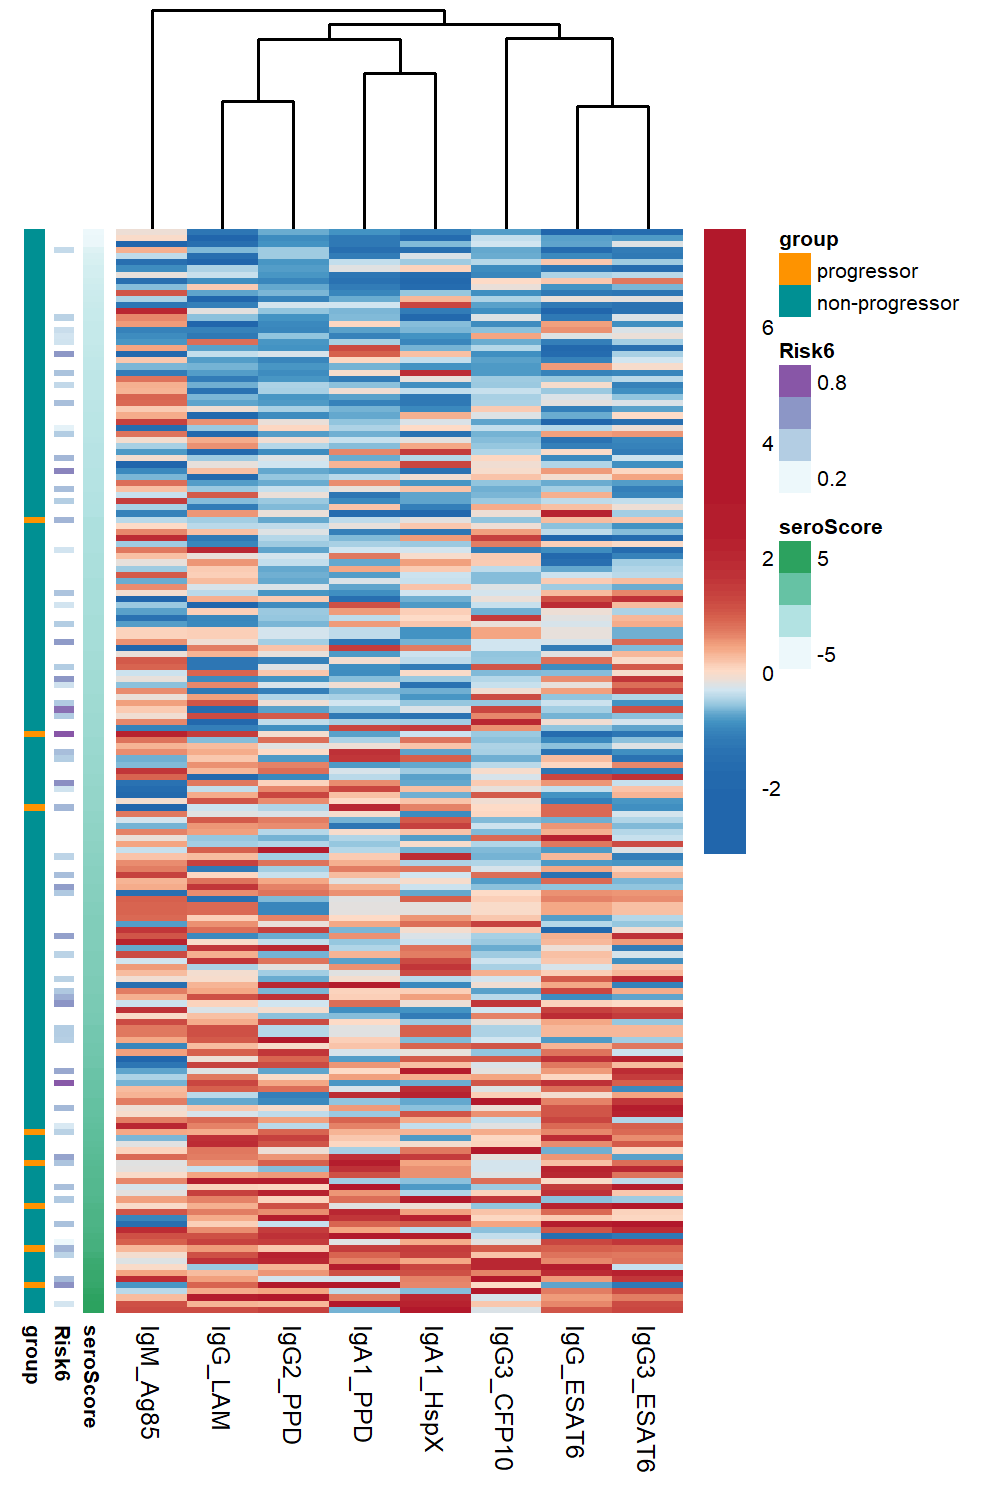 group
progressor
non-progressor
Risk6
0.8
0.2
seroScore
5
-5
6
4
2
0
-2
group
Risk6
seroScore
IgM_Ag85
IgG_LAM
IgG2_PPD
IgA1_PPD
IgA1_HspX
IgG3_CFP10
IgG_ESAT6
IgG3_ESAT6